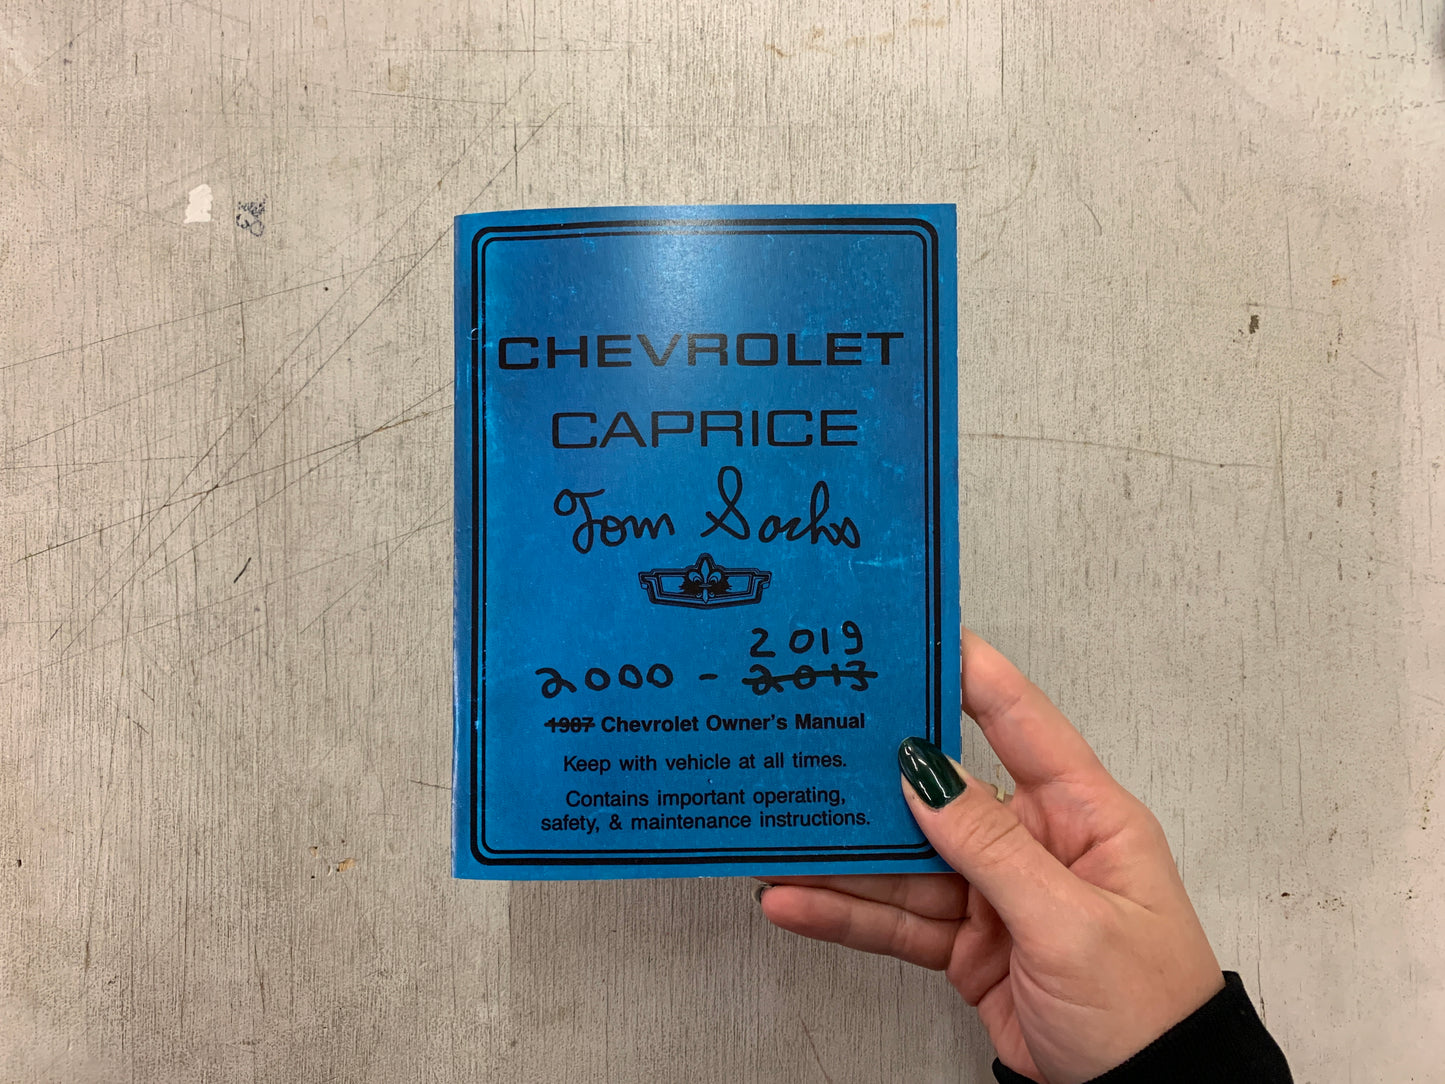 CHEVROLET
CAPRICE
Tom Sachs
2019
2000 - 2013
1987 Chevrolet Owner's Manual
Keep with vehicle at all times.
Contains important operating,
safety, & maintenance instructions.